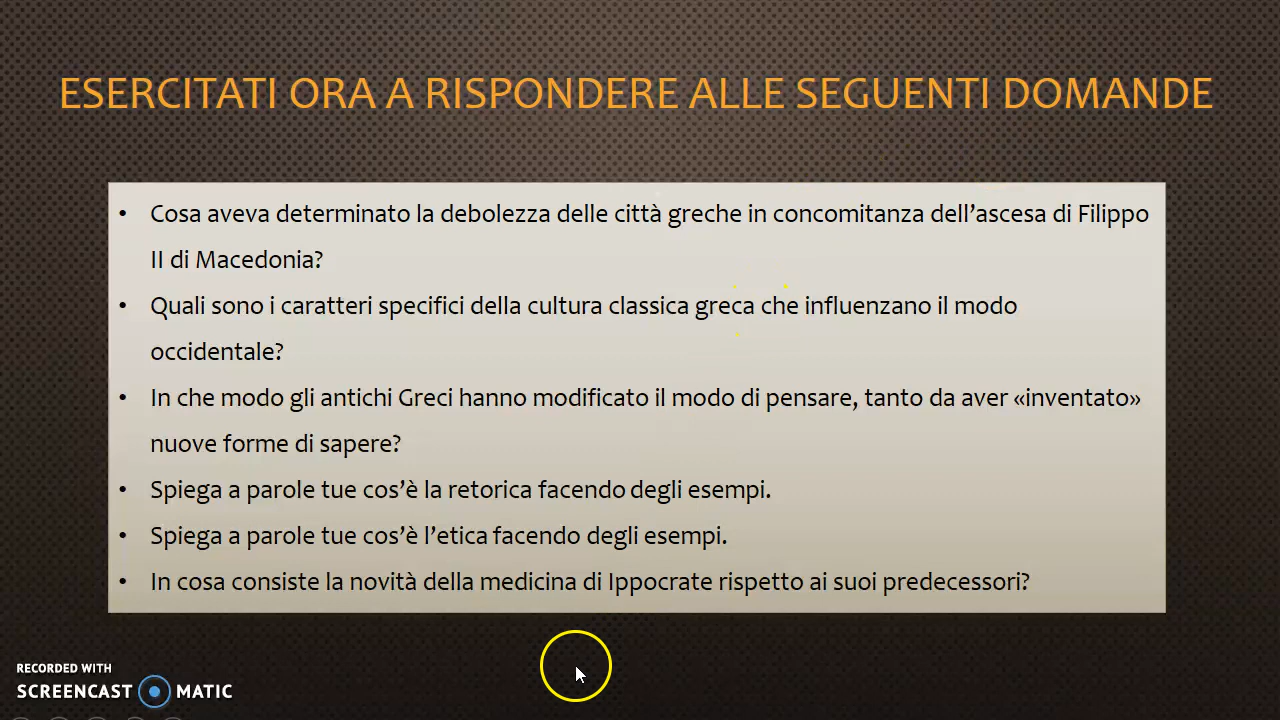 ESERCITATI ORA A RISPONDERE ALLE SEGUENTI DOMANDE
• Cosa aveva determinato la debolezza delle città greche in concomitanza dell’ascesa di Filippo
II di Macedonia?
• Quali sono i caratteri specifici della cultura classica greca che influenzano il modo
occidentale?
• In che modo gli antichi Greci hanno modificato il modo di pensare, tanto da aver «inventato»
nuove forme di sapere?
• Spiega a parole tue cos’è la retorica facendo degli esempi.
• Spiega a parole tue cos’è l’etica facendo degli esempi.
• In cosa consiste la novità della medicina di Ippocrate rispetto ai suoi predecessori?
RECORDED WITH
SCREENCAST MATIC